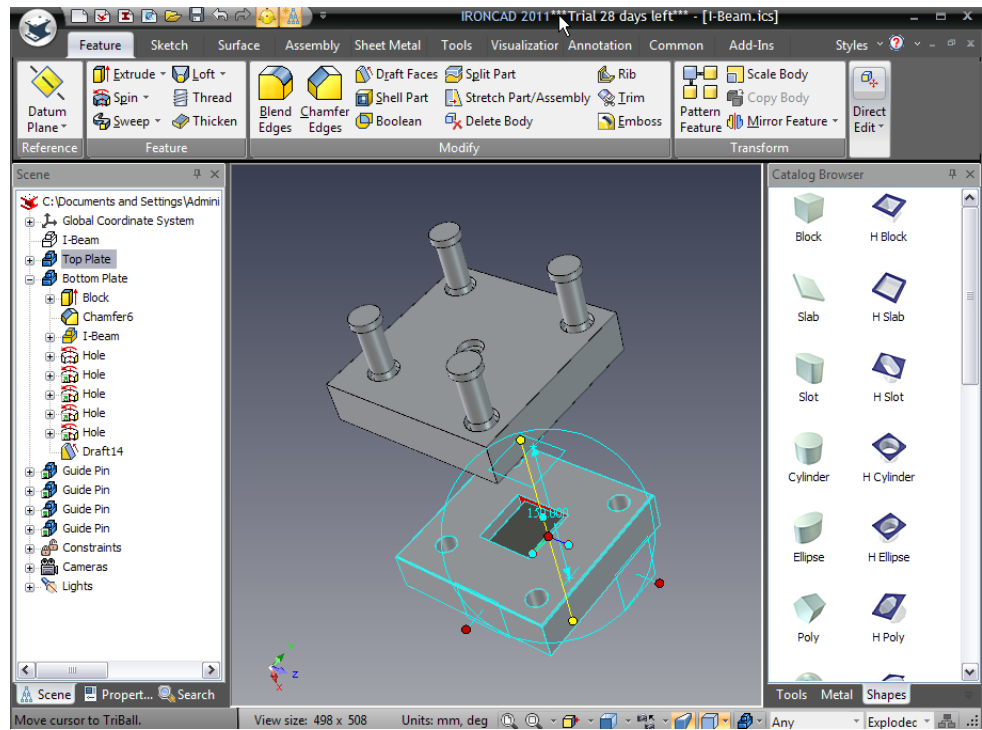 IRONCAD 2011***Trial 28 days left*** - [I-Beam.ics]
Feature Sketch Surface Assembly Sheet Metal Tools Visualization Annotation Common Add-Ins Styles
Datum Plane
Reference
Extrude Loft
Spin Thread
Sweep Thicken
Feature
Blend Edges
Chamfer Edges
Draft Faces Split Part Rib
Shell Part Stretch Part/Assembly Trim
Boolean Delete Body Emboss
Modify
Pattern Feature
Scale Body
Copy Body
Mirror Feature
Transform
Direct Edit
Scene
C:\Documents and Settings\Admini
Global Coordinate System
I-Beam
Top Plate
Bottom Plate
Block
Chamfer6
I-Beam
Hole
Hole
Hole
Hole
Hole
Draft14
Guide Pin
Guide Pin
Guide Pin
Guide Pin
Constraints
Cameras
Lights
Scene Propert... Search
Z
X
Catalog Browser
Block H Block
Slab H Slab
Slot H Slot
Cylinder H Cylinder
Ellipse H Ellipse
Poly H Poly
Tools Metal Shapes
Move cursor to TriBall. View size: 498 x 508 Units: mm, deg Any Explodec